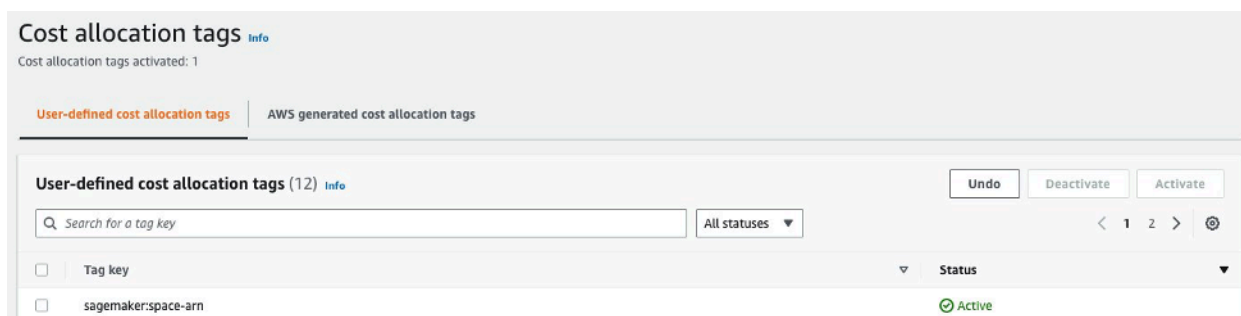 Cost allocation tags Info
Cost allocation tags activated: 1
User-defined cost allocation tags AWS generated cost allocation tags
User-defined cost allocation tags (12) Info Undo Deactivate Activate
Search for a tag key All statuses 1 2
Tag key Status
sagemaker:space-arn Active